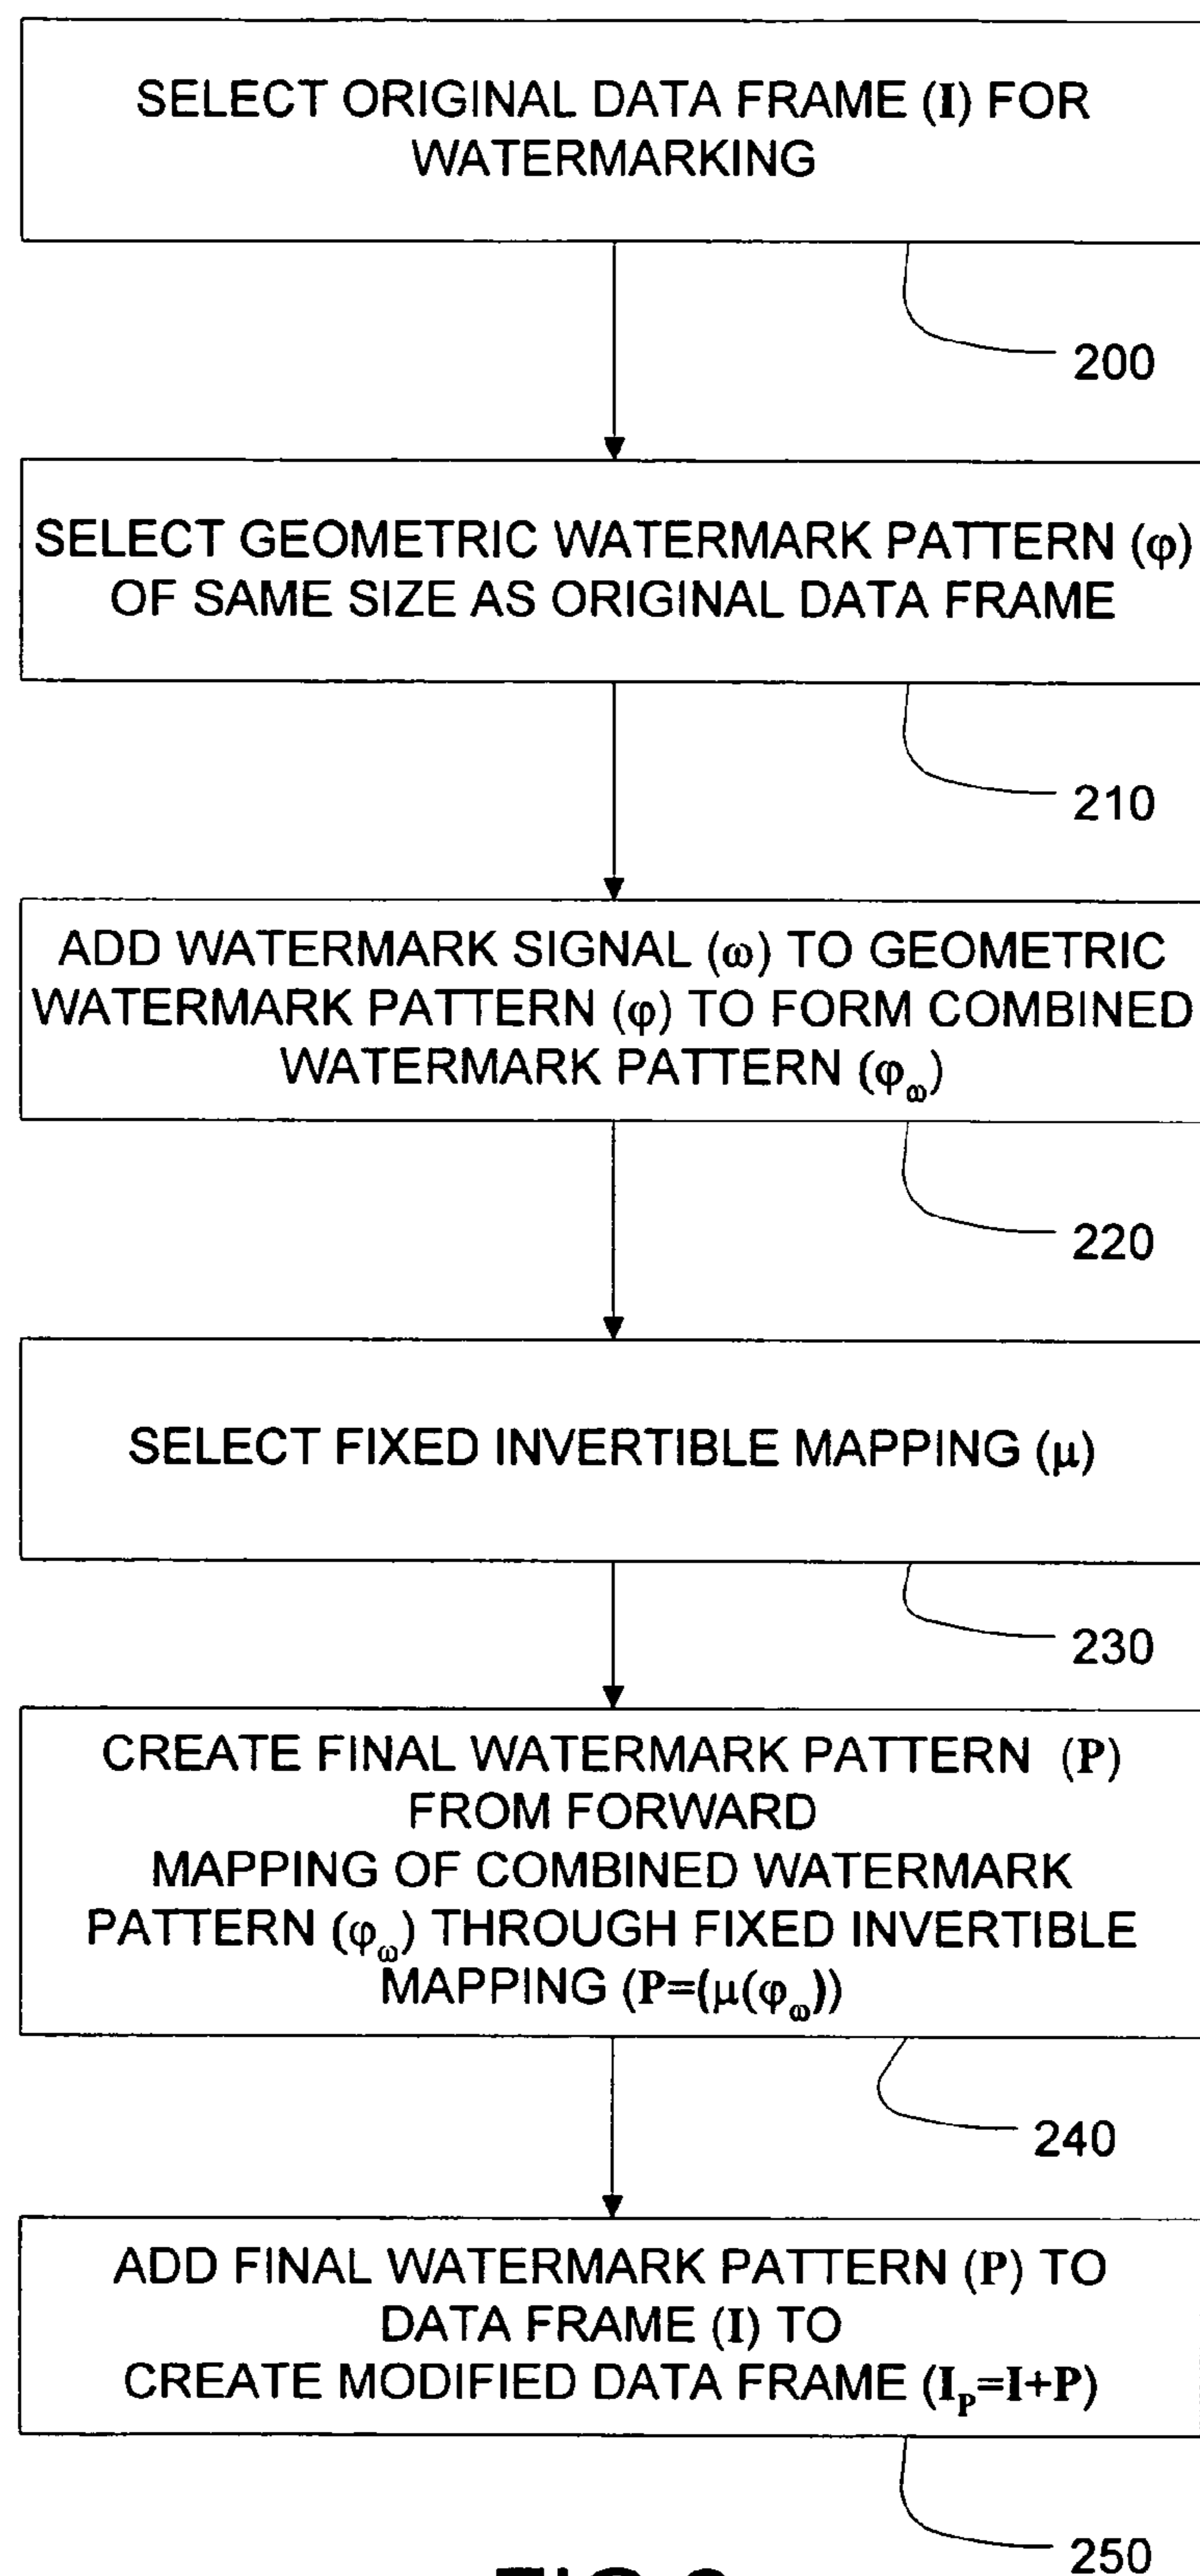 SELECT ORIGINAL DATA FRAME (I) FOR
WATERMARKING
200
SELECT GEOMETRIC WATERMARK PATTERN (φ)
OF SAME SIZE AS ORIGINAL DATA FRAME
210
ADD WATERMARK SIGNAL (ω) TO GEOMETRIC
WATERMARK PATTERN (φ) TO FORM COMBINED
WATERMARK PATTERN (φω)
220
SELECT FIXED INVERTIBLE MAPPING (μ)
230
CREATE FINAL WATERMARK PATTERN (P)
FROM FORWARD
MAPPING OF COMBINED WATERMARK
PATTERN (φω) THROUGH FIXED INVERTIBLE
MAPPING (P=(μ(φω))
240
ADD FINAL WATERMARK PATTERN (P) TO
DATA FRAME (I) TO
CREATE MODIFIED DATA FRAME (IP=I+P)
250